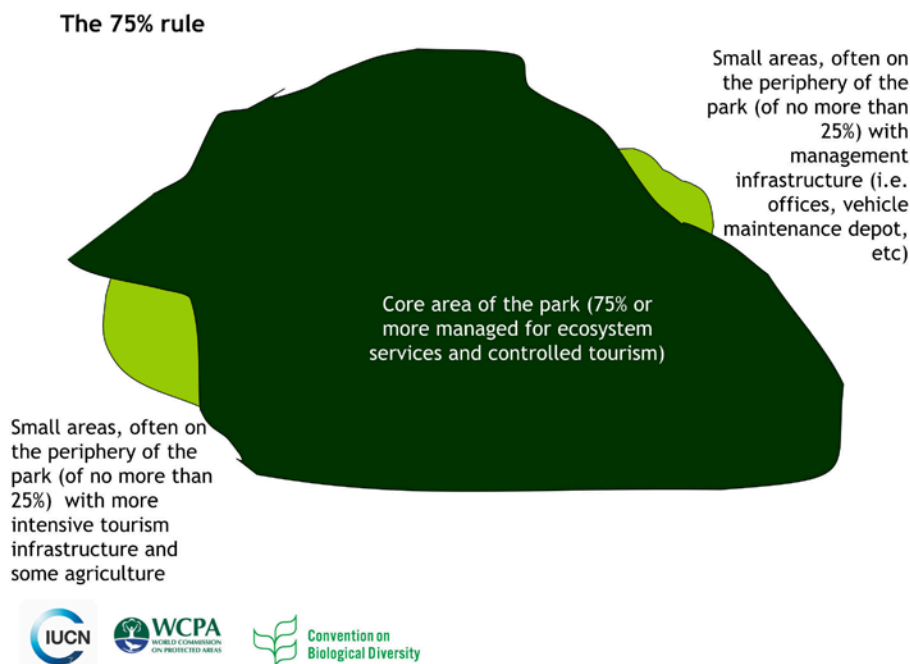 The 75% rule
Small areas, often on
the periphery of the
park (of no more than
25%) with
management
infrastructure (i.e.
offices, vehicle
maintenance depot,
etc)
Core area of the park (75% or
more managed for ecosystem
services and controlled tourism)
Small areas, often on
the periphery of the
park (of no more than
25%) with more
intensive tourism
infrastructure and
some agriculture
IUCN
WCPA
WORLD COMMISSION
ON PROTECTED AREAS
Convention on
Biological Diversity